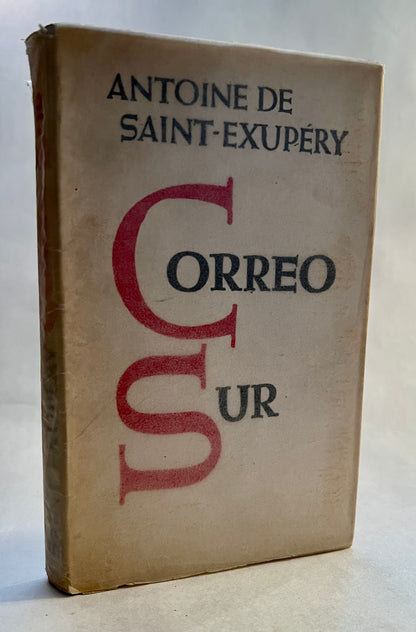 ANTOINE DE
SAINT-EXUPÉRY
CORREO
SUR